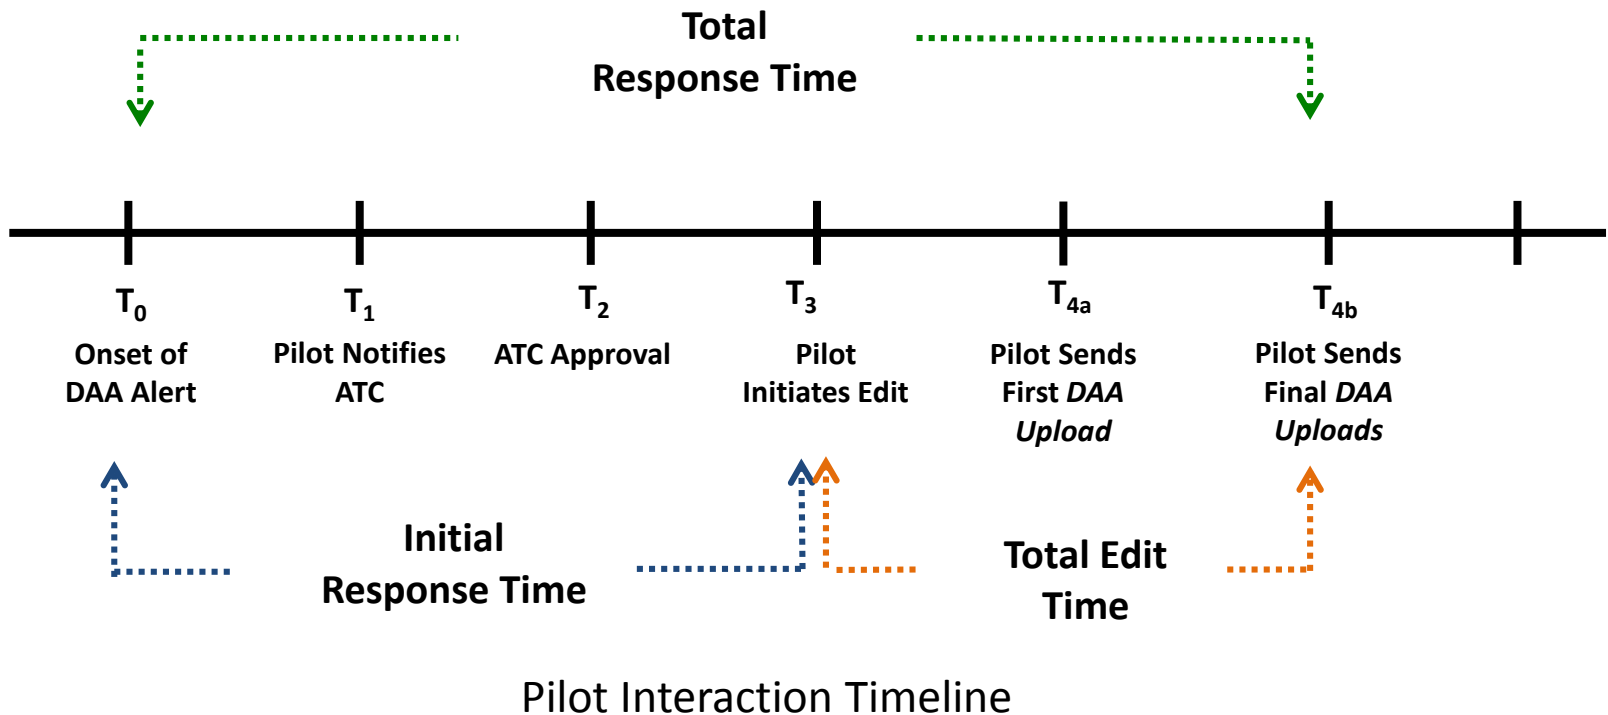 Total
Response Time
T0
T1
T2
T3
T4a
T4b
Onset of
DAA Alert
Pilot Notifies
ATC
ATC Approval
Pilot
Initiates Edit
Pilot Sends
First DAA
Upload
Pilot Sends
Final DAA
Uploads
Initial
Response Time
Total Edit
Time
Pilot Interaction Timeline